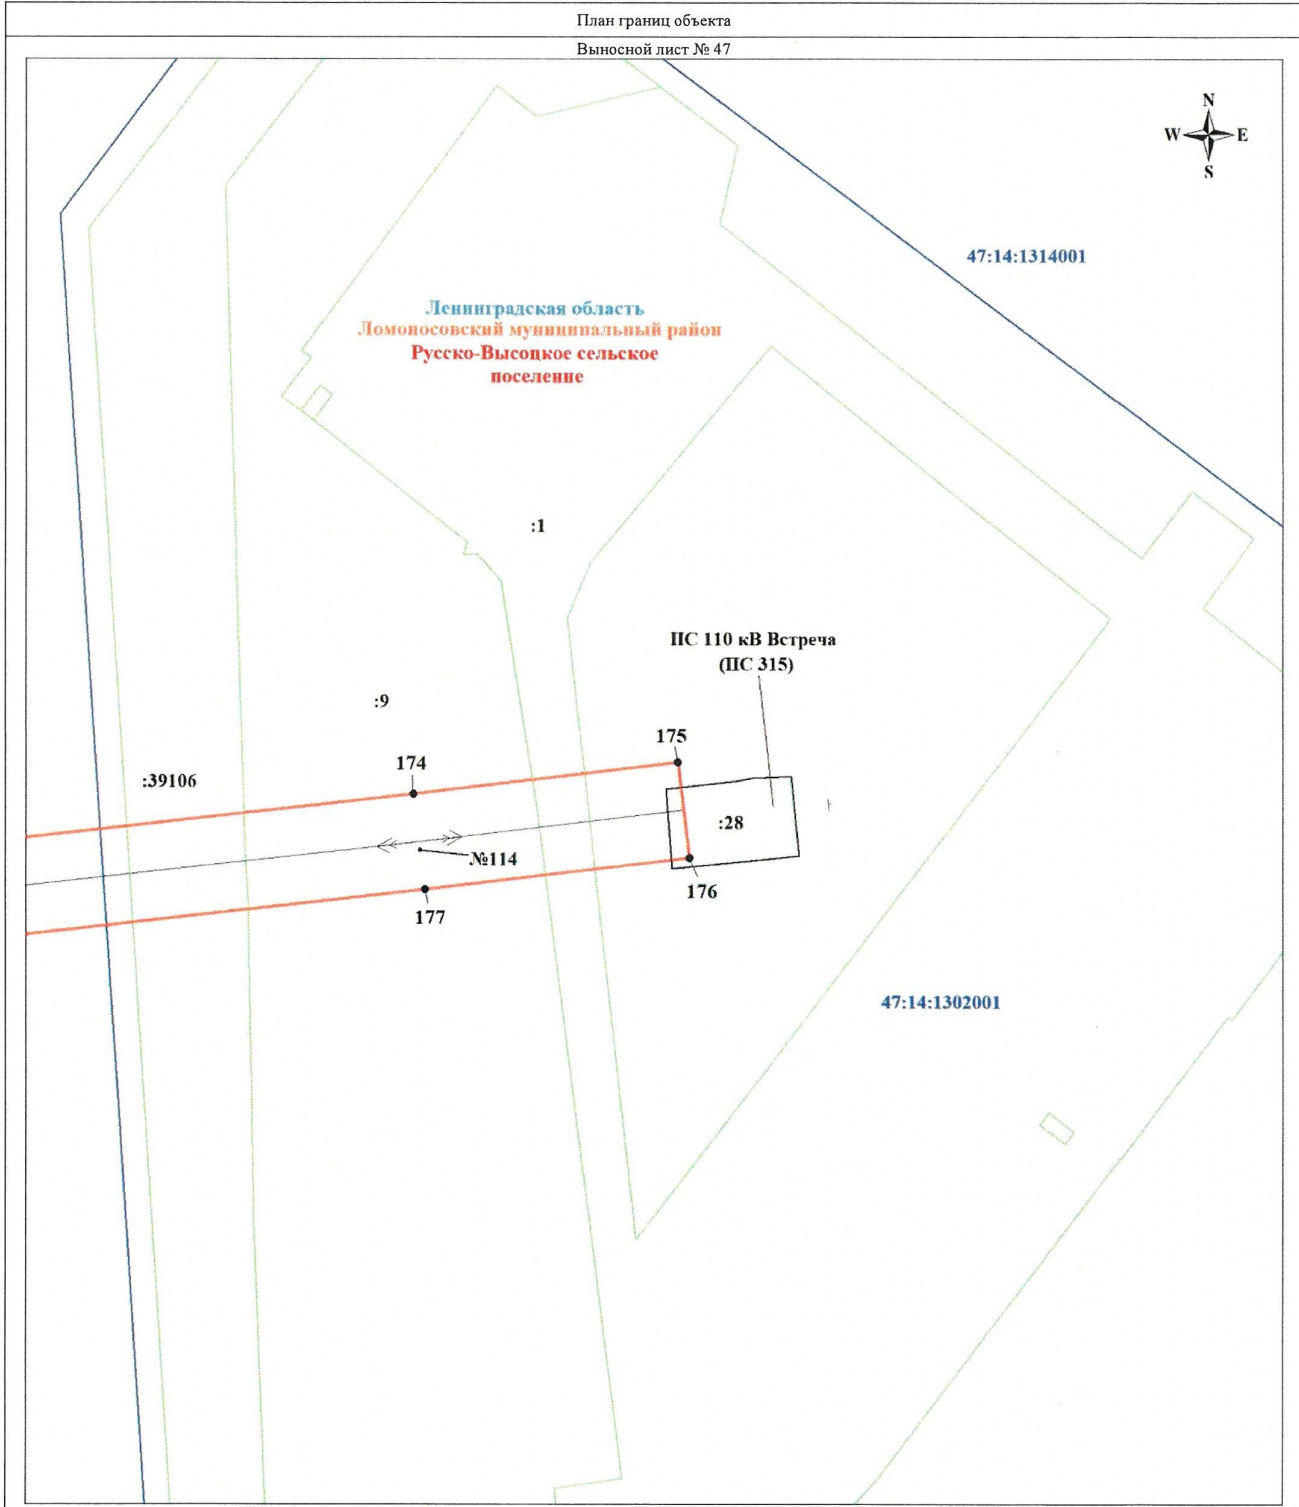 План границ объекта
Выносной лист № 47
N
W E
S
47:14:1314001
Ленинградская область
Ломоносовский муниципальный район
Русско-Высоцкое сельское
поселение
:1
ПС 110 кВ Встреча
(ПС 315)
:9
175
174
:39106
:28
№114
176
177
47:14:1302001